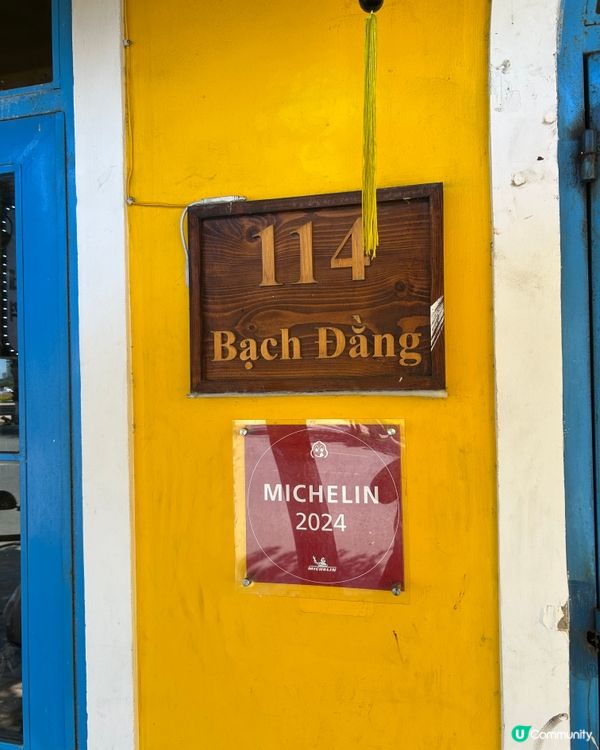 114
Bạch Đằng
MICHELIN
2024
MICHELIN
U Community